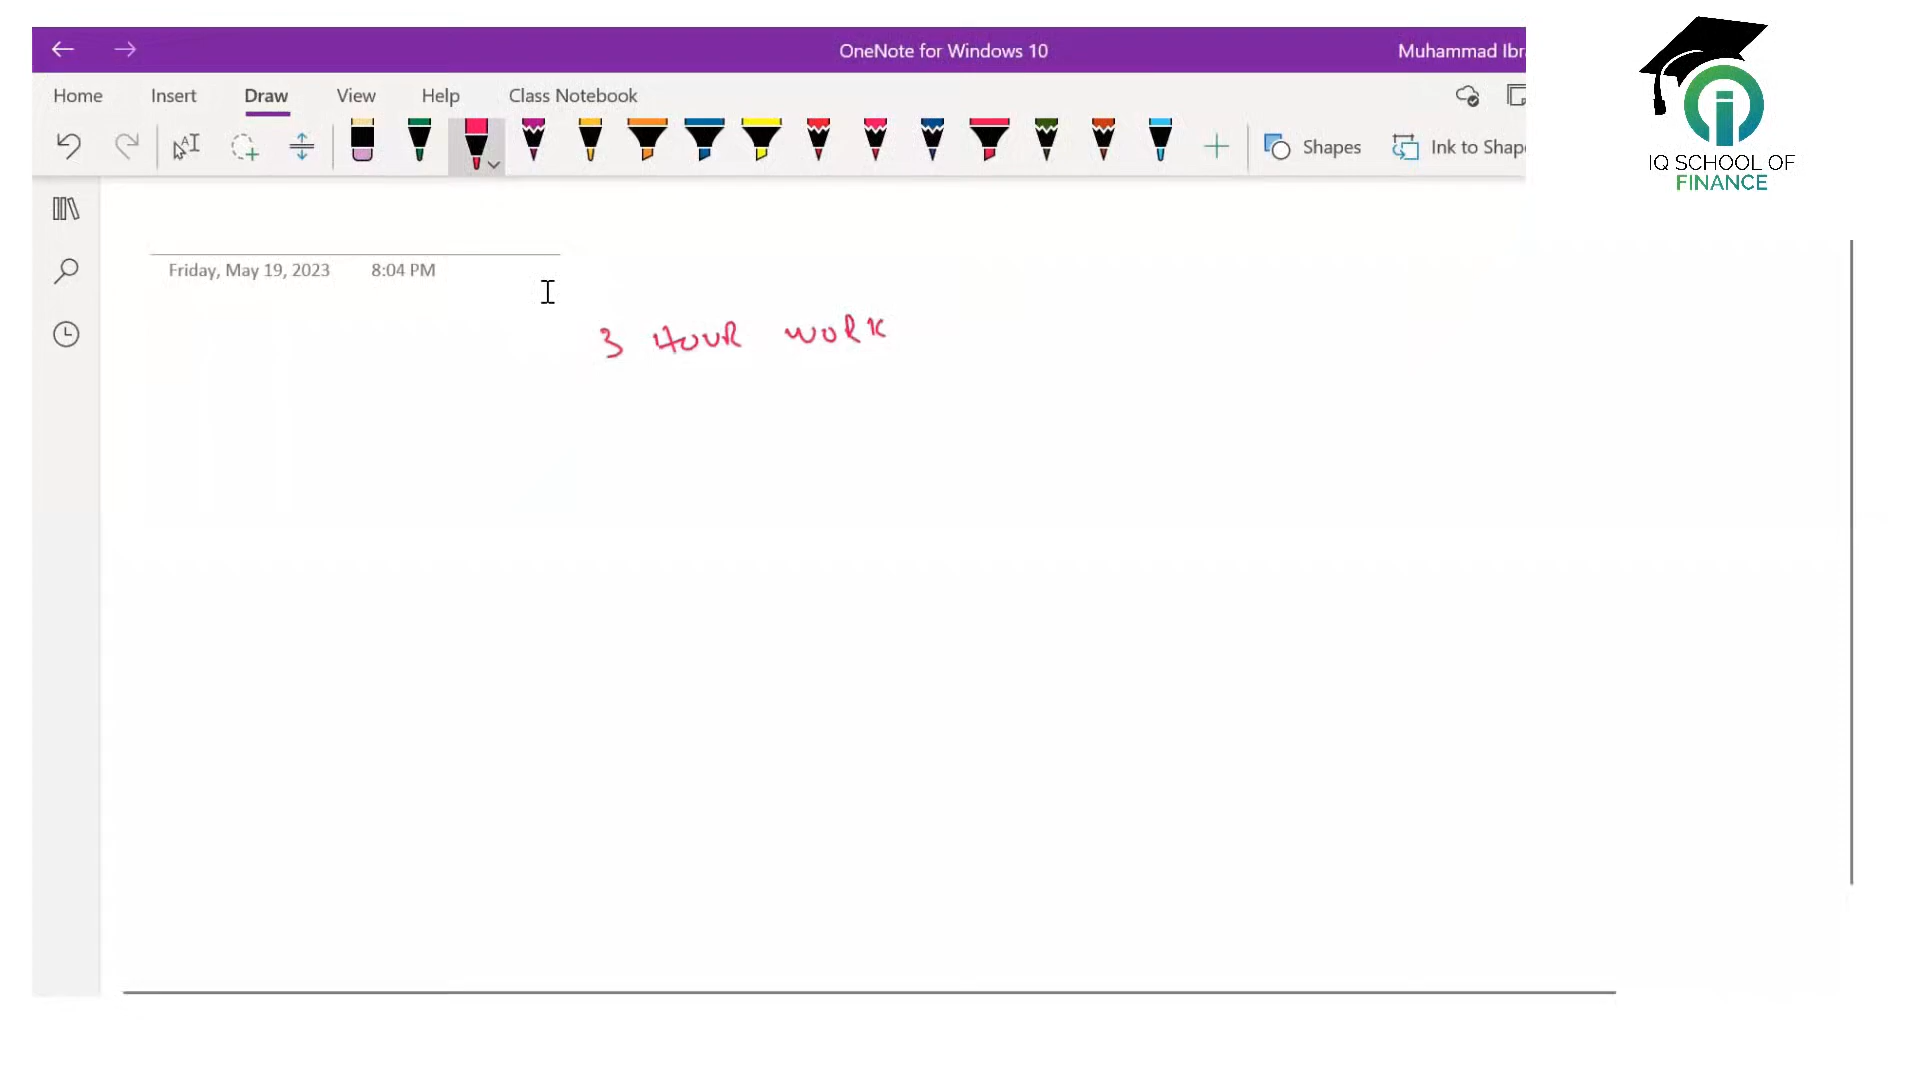 OneNote for Windows 10
Muhammad Ibr
Home Insert Draw View Help Class Notebook
Shapes Ink to Shap
IQ SCHOOL OF
FINANCE
Friday, May 19, 2023 8:04 PM
3 HOUR WORK